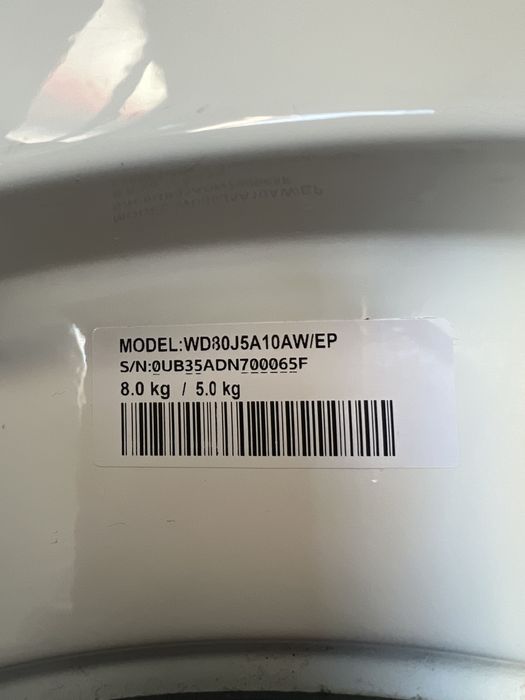 MODEL:WD80J5A10AW/EP
S/N:0UB35ADN700065F
8.0 kg / 5.0 kg